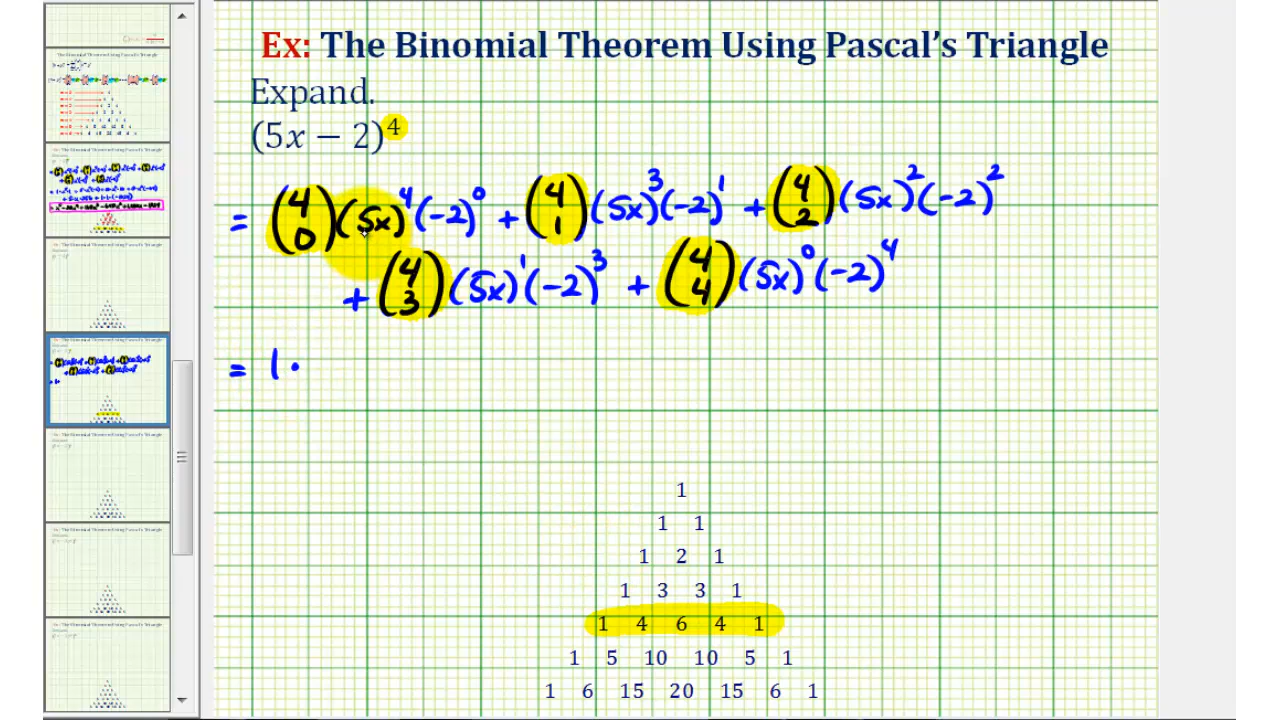 Ex: The Binomial Theorem Using Pascal's Triangle
Expand.
(5x − 2)⁴
= (4 0)(5x)⁴(−2)⁰ + (4 1)(5x)³(−2)¹ + (4 2)(5x)²(−2)²
+ (4 3)(5x)¹(−2)³ + (4 4)(5x)⁰(−2)⁴
= 1·
1
1 1
1 2 1
1 3 3 1
1 4 6 4 1
1 5 10 10 5 1
1 6 15 20 15 6 1